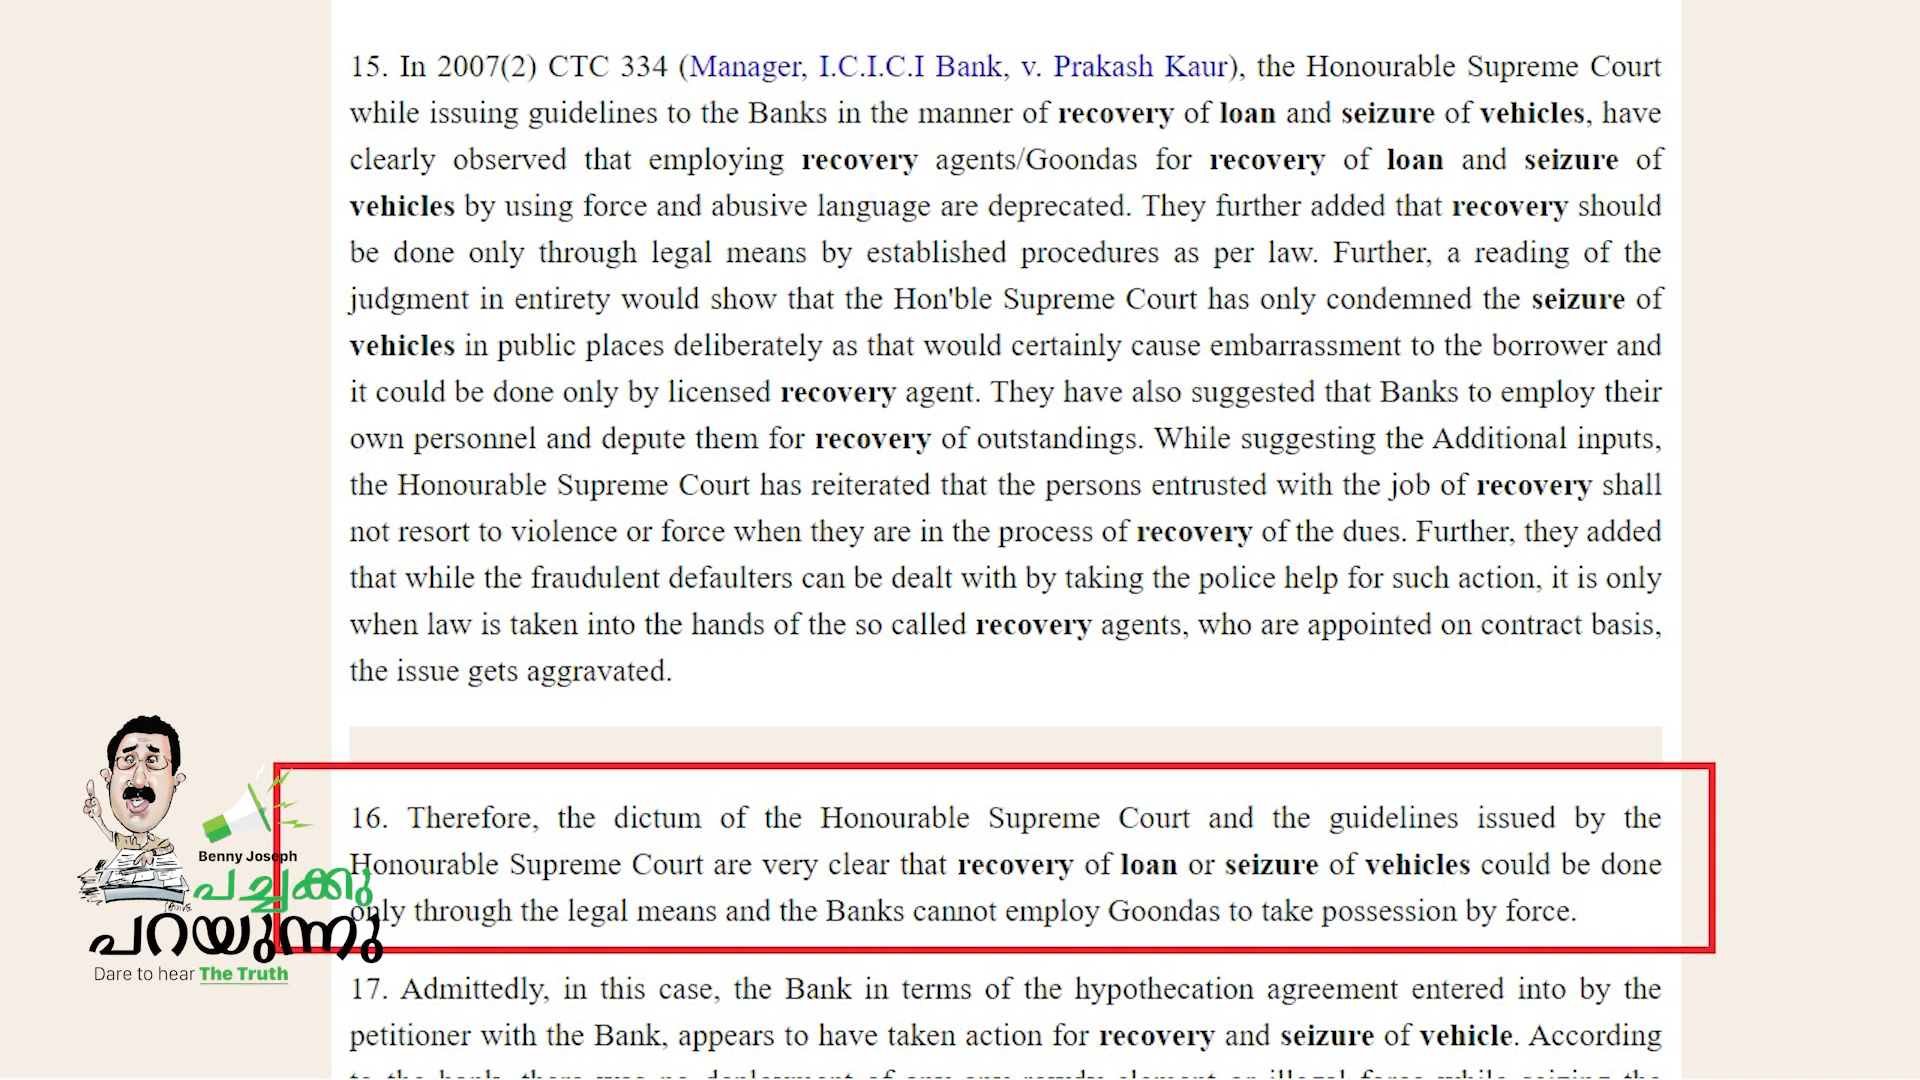 15. In 2007(2) CTC 334 (Manager, I.C.I.C.I Bank, v. Prakash Kaur), the Honourable Supreme Court
while issuing guidelines to the Banks in the manner of recovery of loan and seizure of vehicles, have
clearly observed that employing recovery agents/Goondas for recovery of loan and seizure of
vehicles by using force and abusive language are deprecated. They further added that recovery should
be done only through legal means by established procedures as per law. Further, a reading of the
judgment in entirety would show that the Hon'ble Supreme Court has only condemned the seizure of
vehicles in public places deliberately as that would certainly cause embarrassment to the borrower and
it could be done only by licensed recovery agent. They have also suggested that Banks to employ their
own personnel and depute them for recovery of outstandings. While suggesting the Additional inputs,
the Honourable Supreme Court has reiterated that the persons entrusted with the job of recovery shall
not resort to violence or force when they are in the process of recovery of the dues. Further, they added
that while the fraudulent defaulters can be dealt with by taking the police help for such action, it is only
when law is taken into the hands of the so called recovery agents, who are appointed on contract basis,
the issue gets aggravated.
16. Therefore, the dictum of the Honourable Supreme Court and the guidelines issued by the
Honourable Supreme Court are very clear that recovery of loan or seizure of vehicles could be done
only through the legal means and the Banks cannot employ Goondas to take possession by force.
17. Admittedly, in this case, the Bank in terms of the hypothecation agreement entered into by the
petitioner with the Bank, appears to have taken action for recovery and seizure of vehicle. According
Benny Joseph
പച്ചക്കു
പറയുന്നു
Dare to hear The Truth